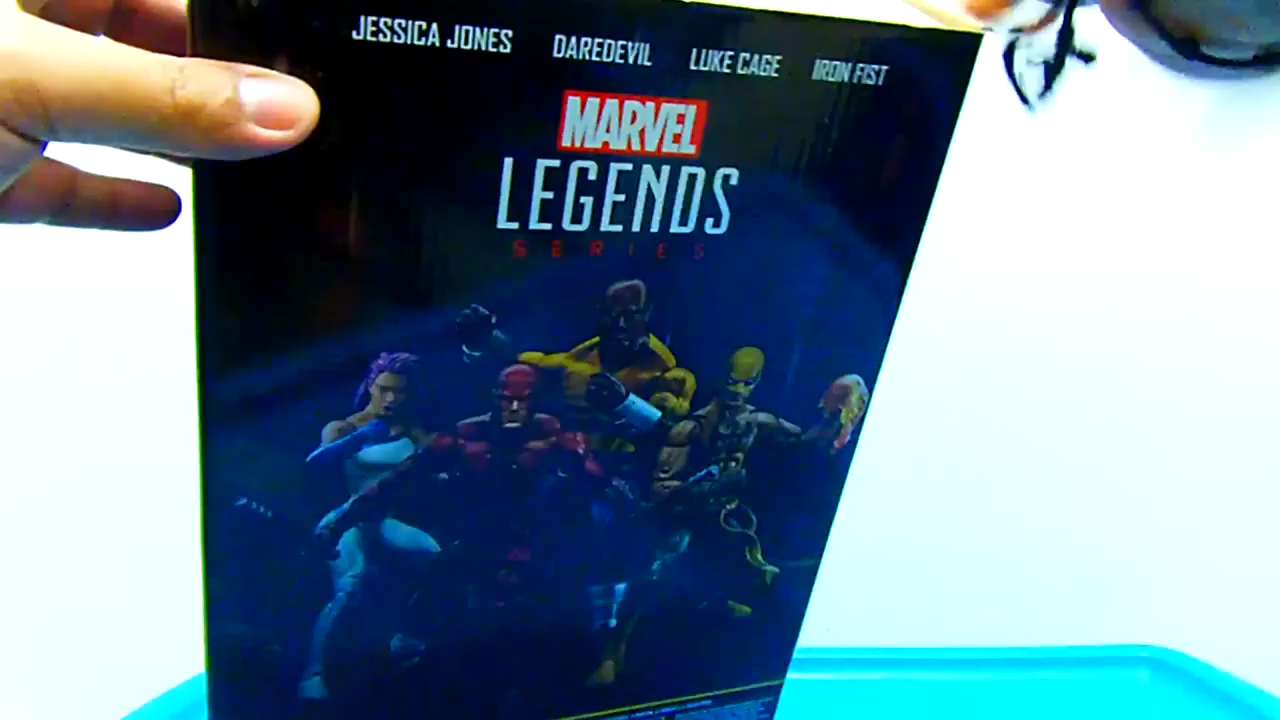 JESSICA JONES DAREDEVIL LUKE CAGE IRON FIST
MARVEL
LEGENDS
SERIES